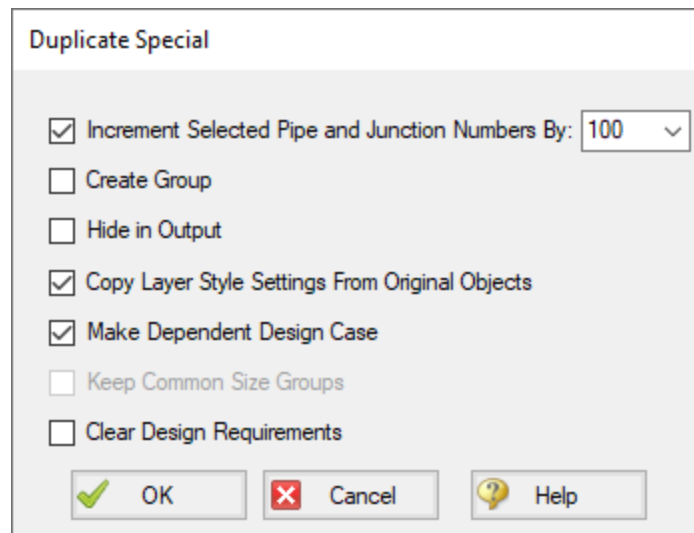 Duplicate Special
Increment Selected Pipe and Junction Numbers By: 100
Create Group
Hide in Output
Copy Layer Style Settings From Original Objects
Make Dependent Design Case
Keep Common Size Groups
Clear Design Requirements
OK Cancel Help